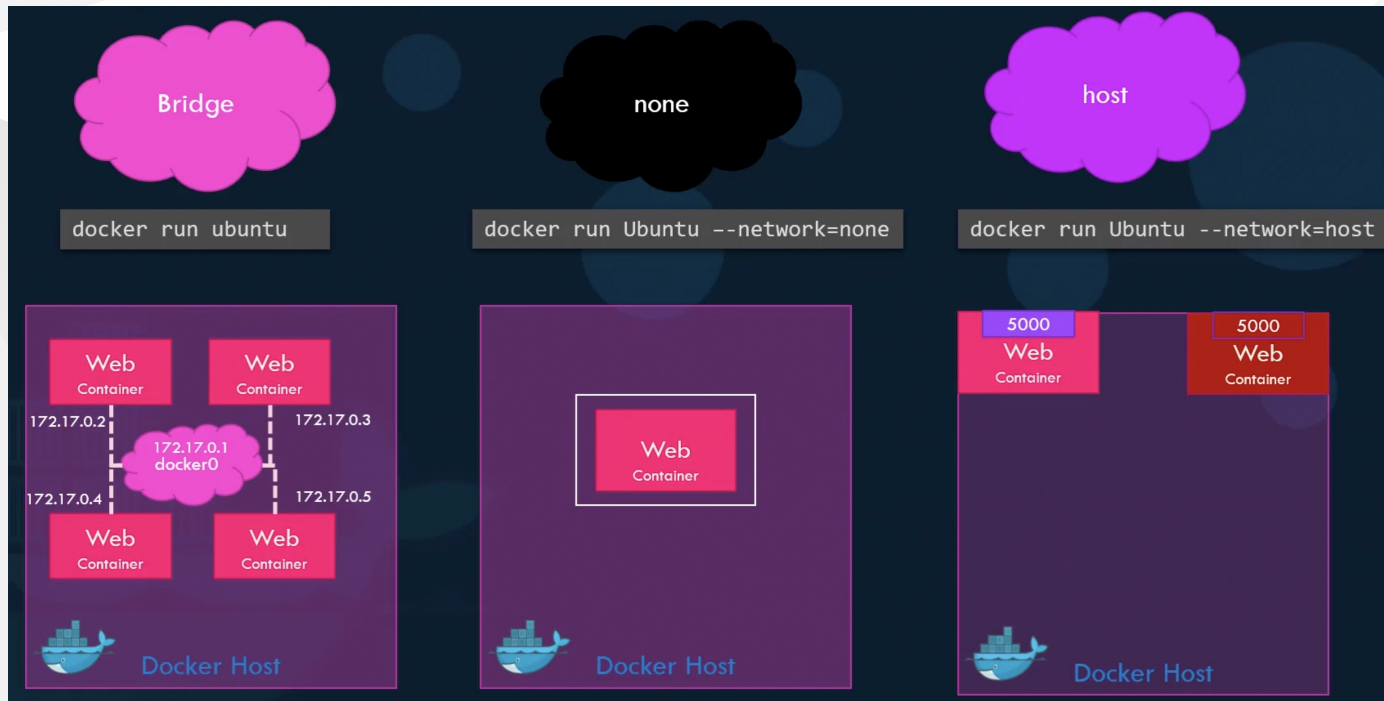 Bridge
none
host
docker run ubuntu
docker run Ubuntu –-network=none
docker run Ubuntu --network=host
Web
Container
Web
Container
172.17.0.2
172.17.0.3
172.17.0.1
docker0
172.17.0.4
172.17.0.5
Web
Container
Web
Container
Docker Host
Web
Container
Docker Host
5000
Web
Container
5000
Web
Container
Docker Host